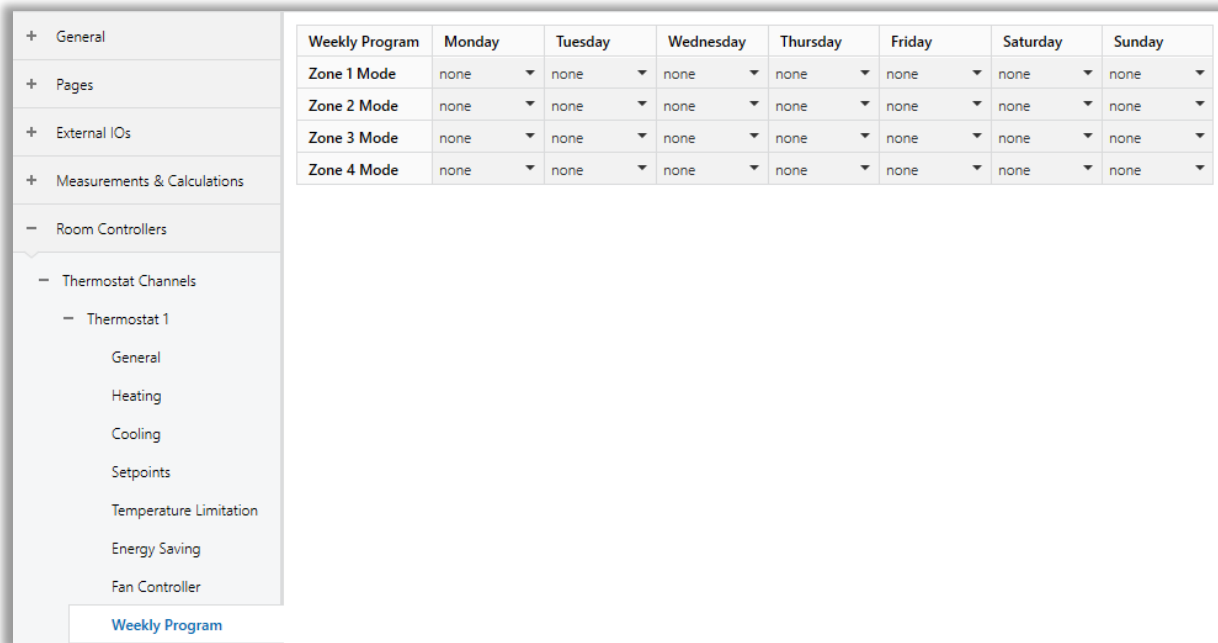 General
Pages
External IOs
Measurements & Calculations
Room Controllers
Thermostat Channels
Thermostat 1
General
Heating
Cooling
Setpoints
Temperature Limitation
Energy Saving
Fan Controller
Weekly Program
Weekly Program Monday Tuesday Wednesday Thursday Friday Saturday Sunday
Zone 1 Mode none none none none none none none
Zone 2 Mode none none none none none none none
Zone 3 Mode none none none none none none none
Zone 4 Mode none none none none none none none